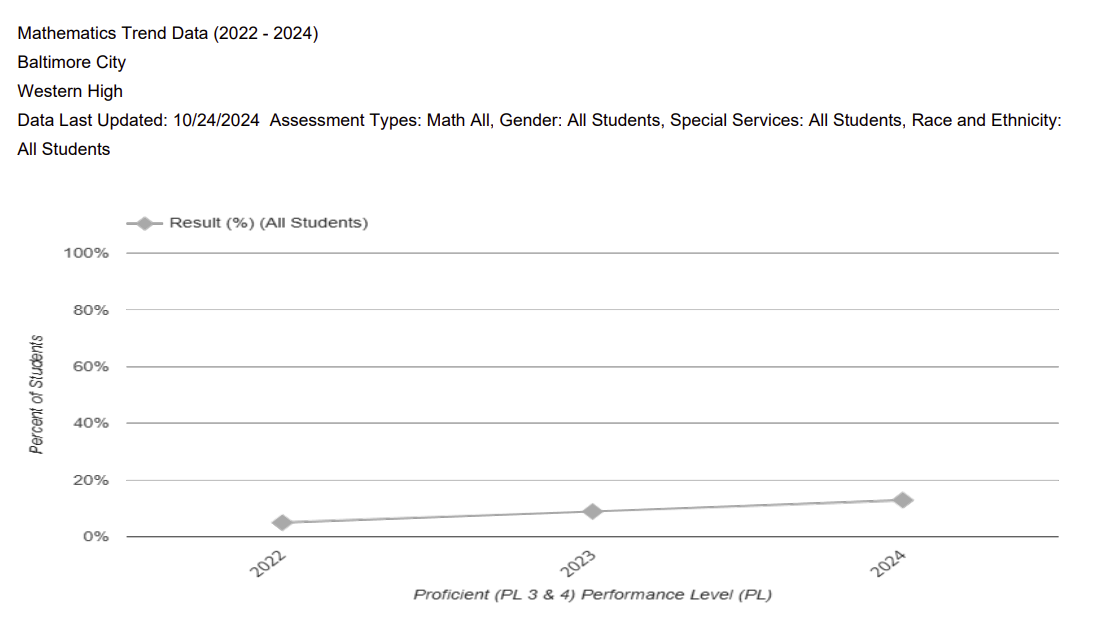 Mathematics Trend Data (2022 - 2024)
Baltimore City
Western High
Data Last Updated: 10/24/2024  Assessment Types: Math All, Gender: All Students, Special Services: All Students, Race and Ethnicity:
All Students
Result (%) (All Students)
100%
80%
60%
40%
20%
0%
Percent of Students
2022
2023
2024
Proficient (PL 3 & 4) Performance Level (PL)